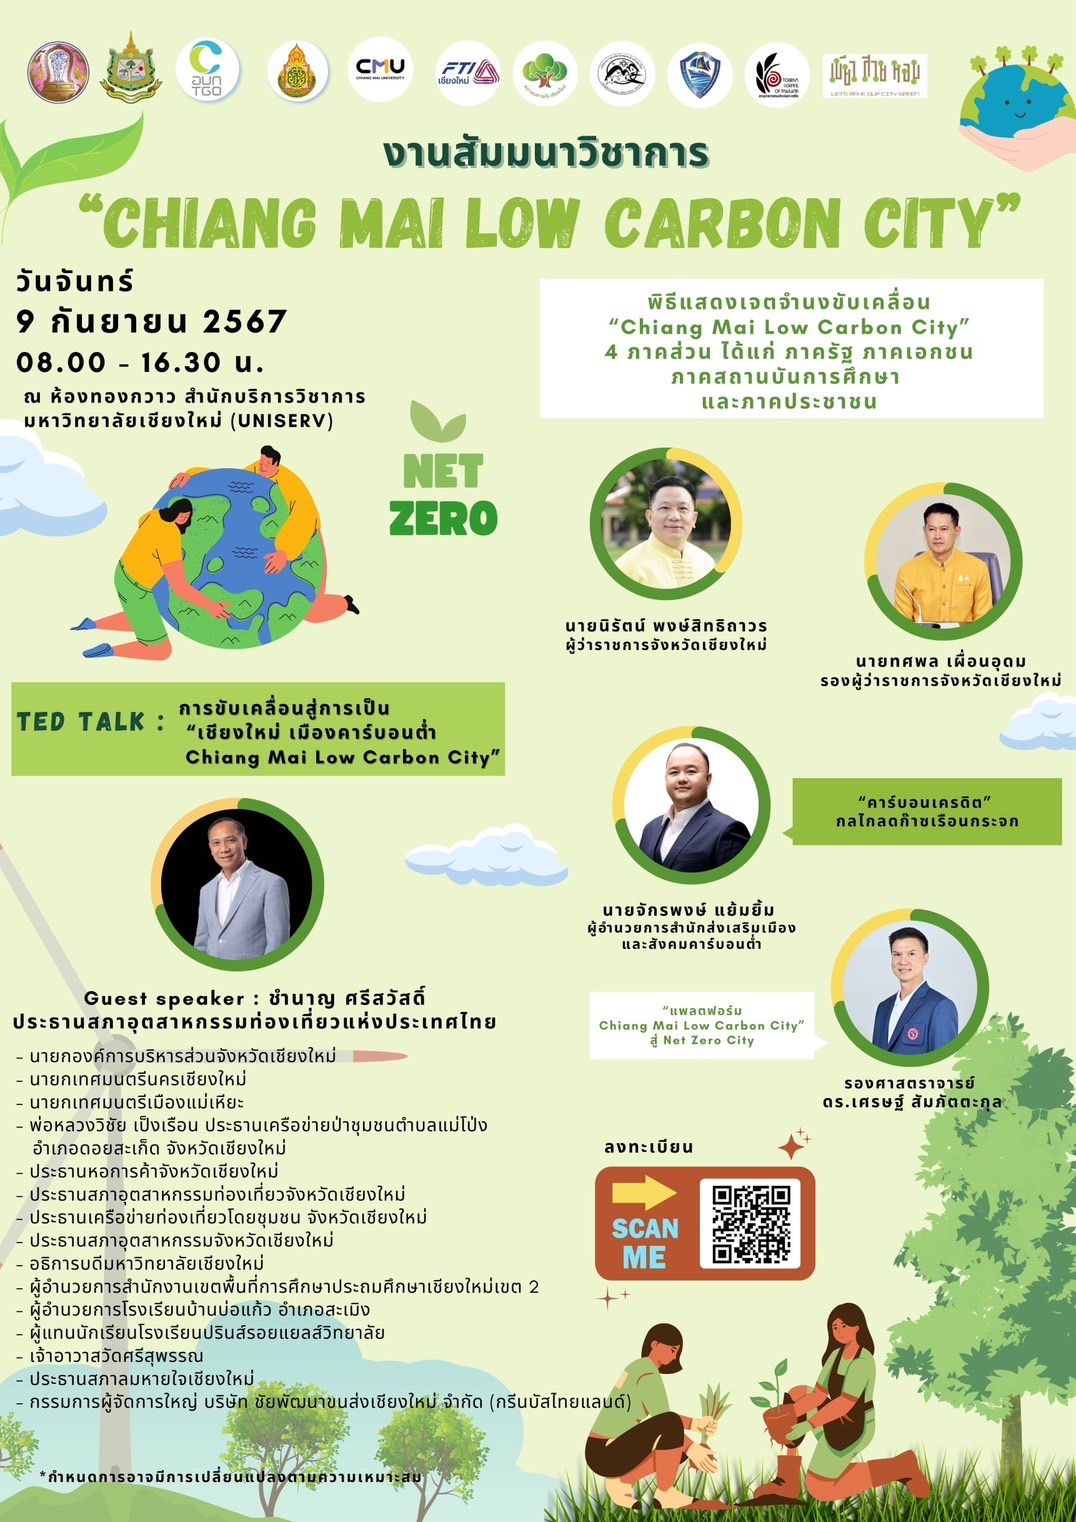 อบก
TGO
CMU
CHIANG MAI UNIVERSITY
FTI
เชียงใหม่
TOURISM
COUNCIL
OF THAILAND
เขียว สวย หอม
LET'S MAKE OUR CITY GREEN
งานสัมมนาวิชาการ
“CHIANG MAI LOW CARBON CITY”
วันจันทร์
9 กันยายน 2567
08.00 - 16.30 น.
ณ ห้องทองกวาว สำนักบริการวิชาการ
มหาวิทยาลัยเชียงใหม่ (UNISERV)
พิธีแสดงเจตจำนงขับเคลื่อน
“Chiang Mai Low Carbon City”
4 ภาคส่วน ได้แก่ ภาครัฐ ภาคเอกชน
ภาคสถานบันการศึกษา
และภาคประชาชน
NET
ZERO
นายนิรัตน์ พงษ์สิทธิถาวร
ผู้ว่าราชการจังหวัดเชียงใหม่
นายทศพล เผื่อนอุดม
รองผู้ว่าราชการจังหวัดเชียงใหม่
TED TALK :
การขับเคลื่อนสู่การเป็น
“เชียงใหม่ เมืองคาร์บอนต่ำ
Chiang Mai Low Carbon City”
“คาร์บอนเครดิต”
กลไกลดก๊าซเรือนกระจก
นายจักรพงษ์ แย้มยิ้ม
ผู้อำนวยการสำนักส่งเสริมเมือง
และสังคมคาร์บอนต่ำ
Guest speaker : ชำนาญ ศรีสวัสดิ์
ประธานสภาอุตสาหกรรมท่องเที่ยวแห่งประเทศไทย
“แพลตฟอร์ม
Chiang Mai Low Carbon City”
สู่ Net Zero City
รองศาสตราจารย์
ดร.เศรษฐ์ สัมภัตตะกุล
- นายกองค์การบริหารส่วนจังหวัดเชียงใหม่
- นายกเทศมนตรีนครเชียงใหม่
- นายกเทศมนตรีเมืองแม่เหียะ
- พ่อหลวงวิชัย เป็งเรือน ประธานเครือข่ายป่าชุมชนตำบลแม่โป่ง
อำเภอดอยสะเก็ด จังหวัดเชียงใหม่
- ประธานหอการค้าจังหวัดเชียงใหม่
- ประธานสภาอุตสาหกรรมท่องเที่ยวจังหวัดเชียงใหม่
- ประธานเครือข่ายท่องเที่ยวโดยชุมชน จังหวัดเชียงใหม่
- ประธานสภาอุตสาหกรรมจังหวัดเชียงใหม่
- อธิการบดีมหาวิทยาลัยเชียงใหม่
- ผู้อำนวยการสำนักงานเขตพื้นที่การศึกษาประถมศึกษาเชียงใหม่เขต 2
- ผู้อำนวยการโรงเรียนบ้านบ่อแก้ว อำเภอสะเมิง
- ผู้แทนนักเรียนโรงเรียนปรินส์รอยแยลส์วิทยาลัย
- เจ้าอาวาสวัดศรีสุพรรณ
- ประธานสภาลมหายใจเชียงใหม่
- กรรมการผู้จัดการใหญ่ บริษัท ชัยพัฒนาขนส่งเชียงใหม่ จำกัด (กรีนบัสไทยแลนด์)
ลงทะเบียน
SCAN
ME
*กำหนดการอาจมีการเปลี่ยนแปลงตามความเหมาะสม